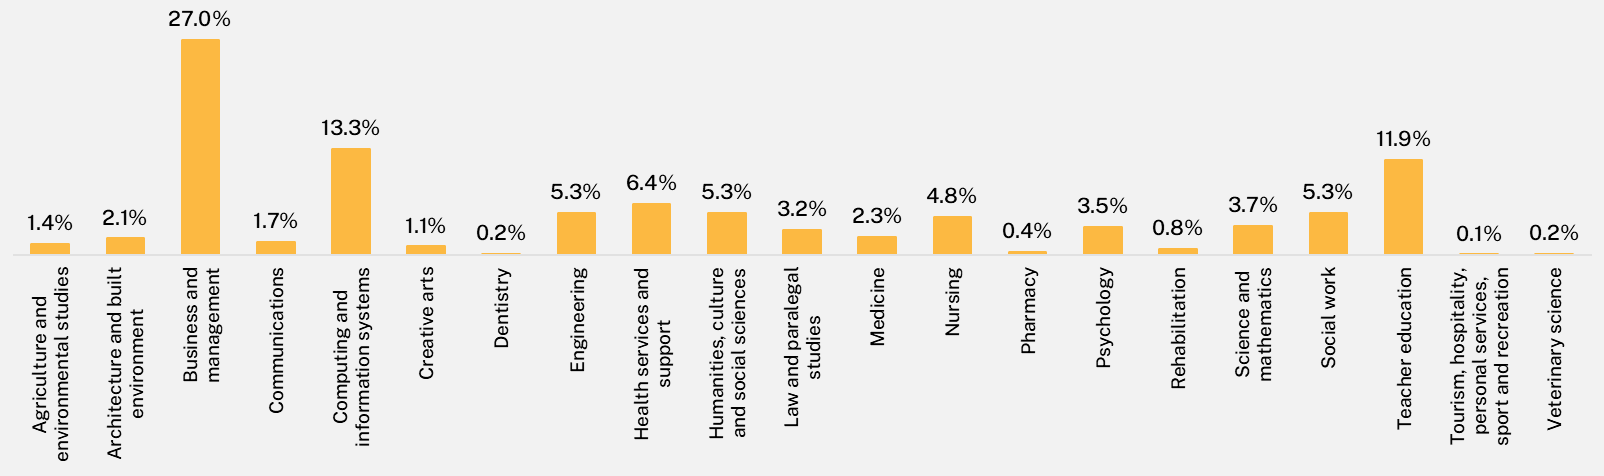 27.0%
13.3%
11.9%
6.4%
5.3%
5.3%
5.3%
4.8%
3.7%
3.5%
3.2%
2.3%
2.1%
1.7%
1.4%
1.1%
0.8%
0.4%
0.2%
0.1%
0.2%
Agriculture and
environmental studies
Architecture and built
environment
Business and
management
Communications
Computing and
information systems
Creative arts
Dentistry
Engineering
Health services and
support
Humanities, culture
and social sciences
Law and paralegal
studies
Medicine
Nursing
Pharmacy
Psychology
Rehabilitation
Science and
mathematics
Social work
Teacher education
Tourism, hospitality,
personal services,
sport and recreation
Veterinary science